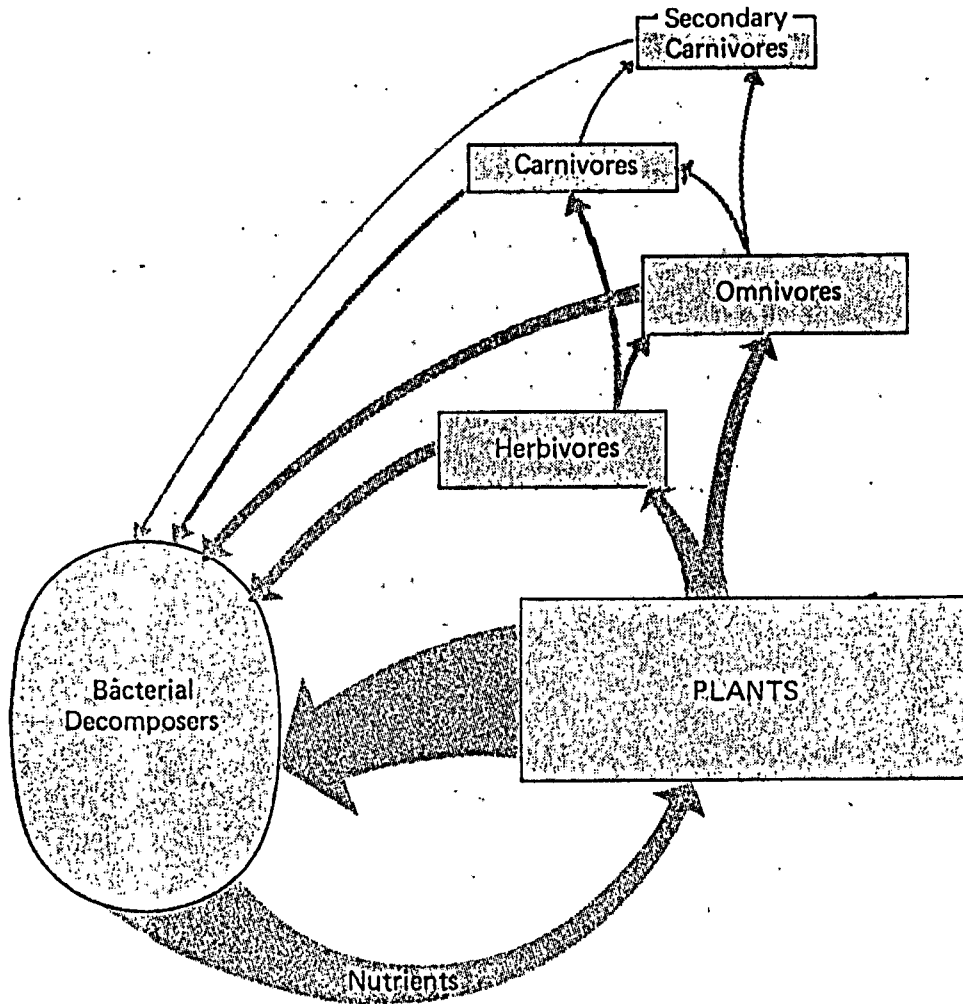 Secondary
Carnivores
Carnivores
Omnivores
Herbivores
PLANTS
Bacterial
Decomposers
Nutrients